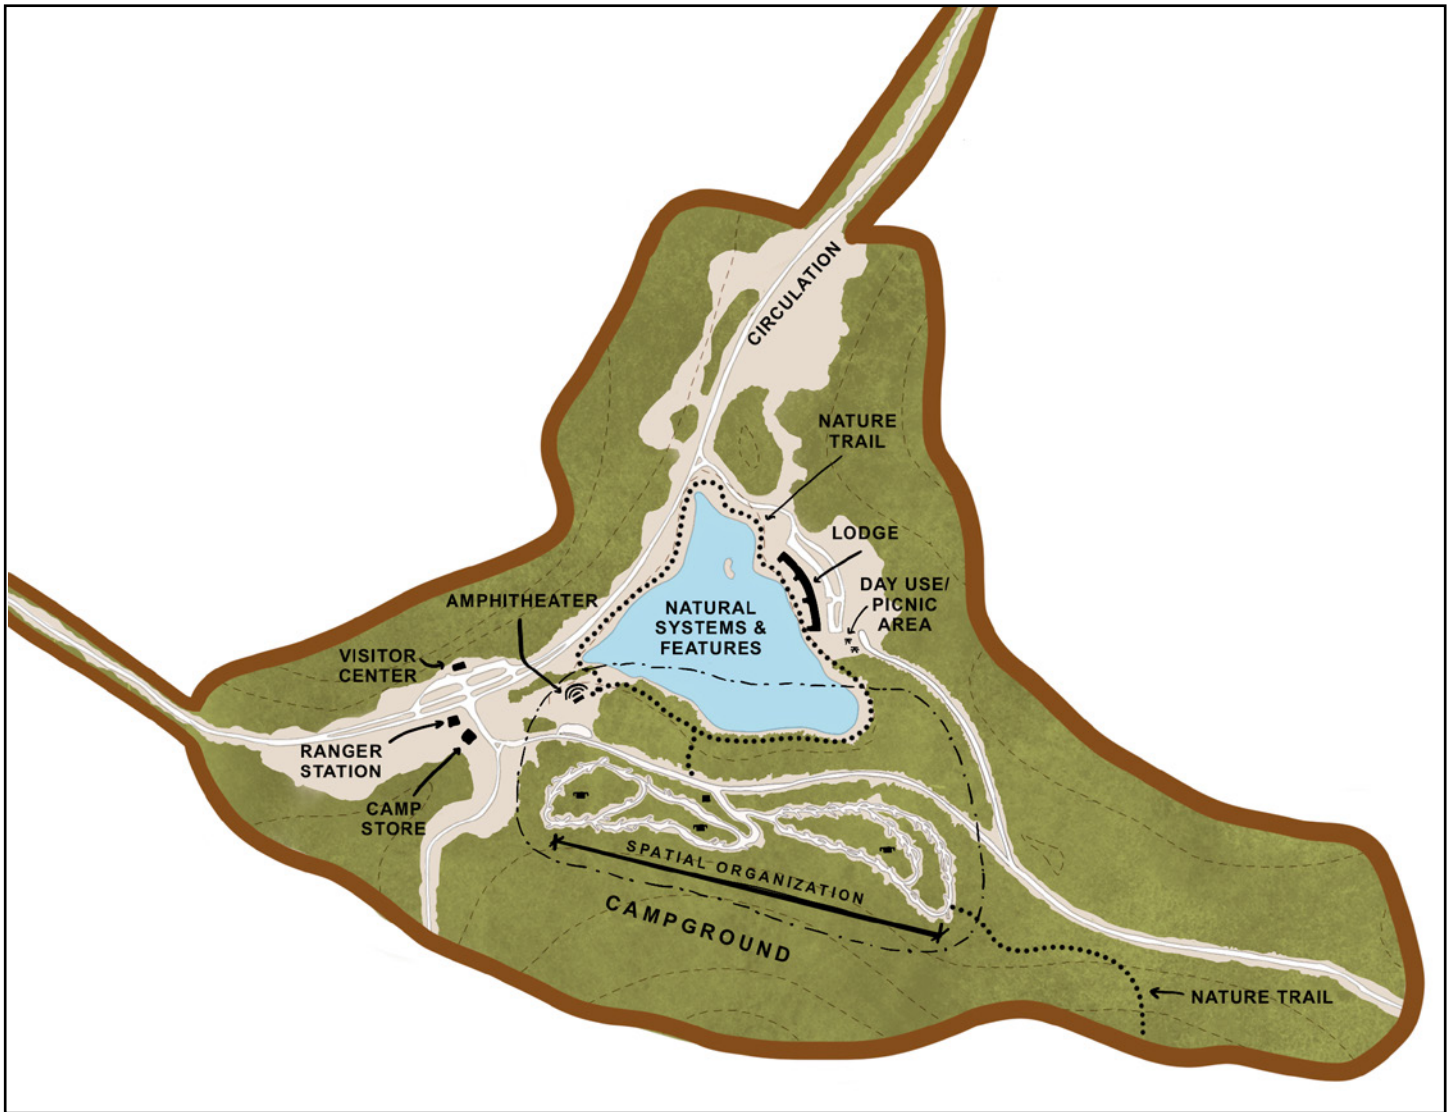 CIRCULATION
NATURE
TRAIL
LODGE
DAY USE/
PICNIC
AREA
AMPHITHEATER
NATURAL
SYSTEMS &
FEATURES
VISITOR
CENTER
RANGER
STATION
CAMP
STORE
SPATIAL ORGANIZATION
CAMPGROUND
NATURE TRAIL